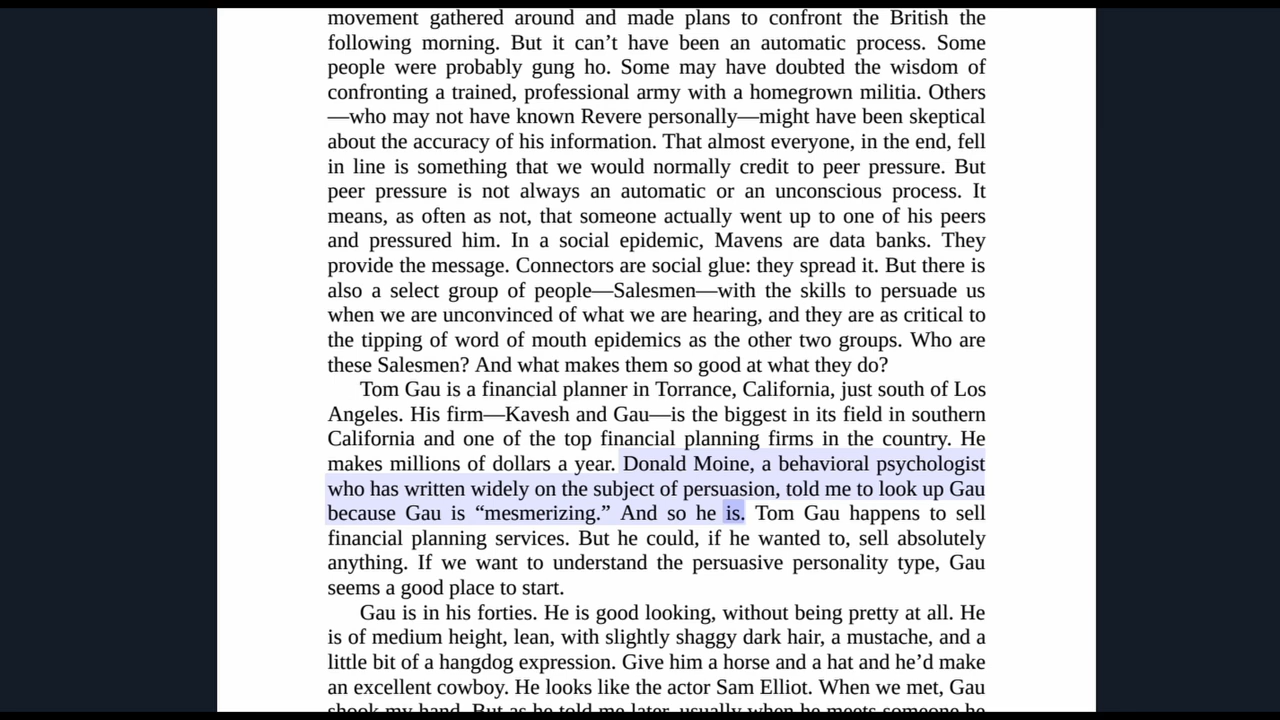 movement gathered around and made plans to confront the British the
following morning. But it can’t have been an automatic process. Some
people were probably gung ho. Some may have doubted the wisdom of
confronting a trained, professional army with a homegrown militia. Others
—who may not have known Revere personally—might have been skeptical
about the accuracy of his information. That almost everyone, in the end, fell
in line is something that we would normally credit to peer pressure. But
peer pressure is not always an automatic or an unconscious process. It
means, as often as not, that someone actually went up to one of his peers
and pressured him. In a social epidemic, Mavens are data banks. They
provide the message. Connectors are social glue: they spread it. But there is
also a select group of people—Salesmen—with the skills to persuade us
when we are unconvinced of what we are hearing, and they are as critical to
the tipping of word of mouth epidemics as the other two groups. Who are
these Salesmen? And what makes them so good at what they do?
Tom Gau is a financial planner in Torrance, California, just south of Los
Angeles. His firm—Kavesh and Gau—is the biggest in its field in southern
California and one of the top financial planning firms in the country. He
makes millions of dollars a year. Donald Moine, a behavioral psychologist
who has written widely on the subject of persuasion, told me to look up Gau
because Gau is “mesmerizing.” And so he is. Tom Gau happens to sell
financial planning services. But he could, if he wanted to, sell absolutely
anything. If we want to understand the persuasive personality type, Gau
seems a good place to start.
Gau is in his forties. He is good looking, without being pretty at all. He
is of medium height, lean, with slightly shaggy dark hair, a mustache, and a
little bit of a hangdog expression. Give him a horse and a hat and he’d make
an excellent cowboy. He looks like the actor Sam Elliot. When we met, Gau
shook my hand. But as he told me later, usually when he meets someone he